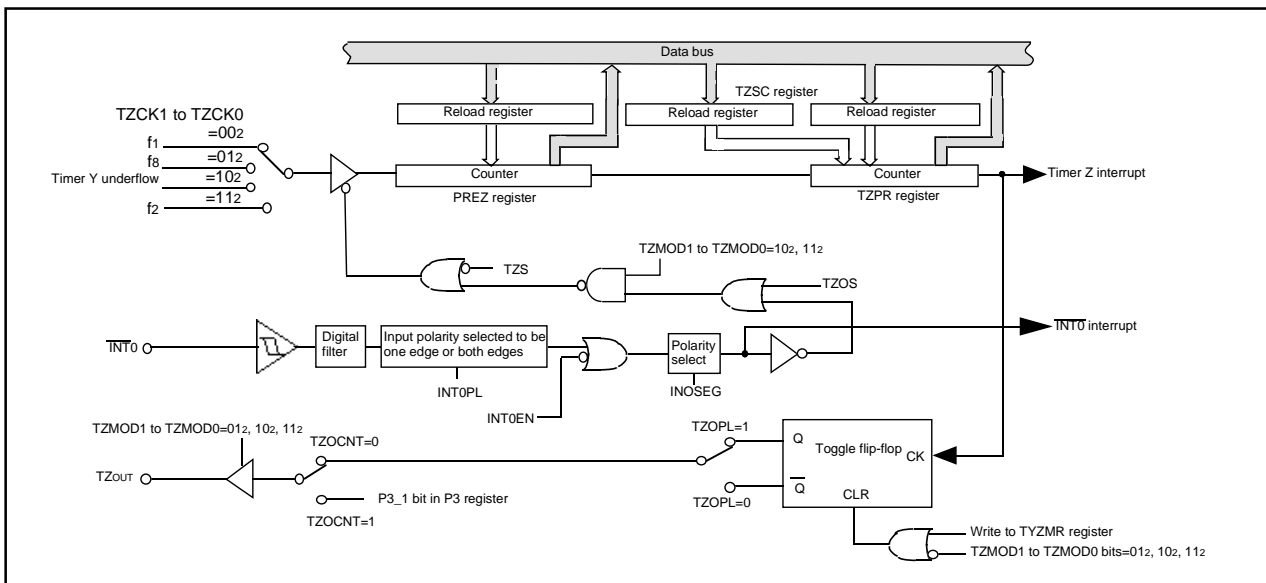 Data bus
TZSC register
Reload register
Reload register
Reload register
TZCK1 to TZCK0
=002
f1
=012
f8
Timer Y underflow
=102
=112
f2
Counter
PREZ register
Counter
TZPR register
Timer Z interrupt
TZMOD1 to TZMOD0=102, 112
TZS
TZOS
INT0
Digital
filter
Input polarity selected to be
one edge or both edges
INT0PL
INT0EN
Polarity
select
INOSEG
INT0 interrupt
TZMOD1 to TZMOD0=012, 102, 112
TZOCNT=0
TZOUT
P3_1 bit in P3 register
TZOCNT=1
TZOPL=1
TZOPL=0
Q
Toggle flip-flop
CK
Q
CLR
Write to TYZMR register
TZMOD1 to TZMOD0 bits=012, 102, 112